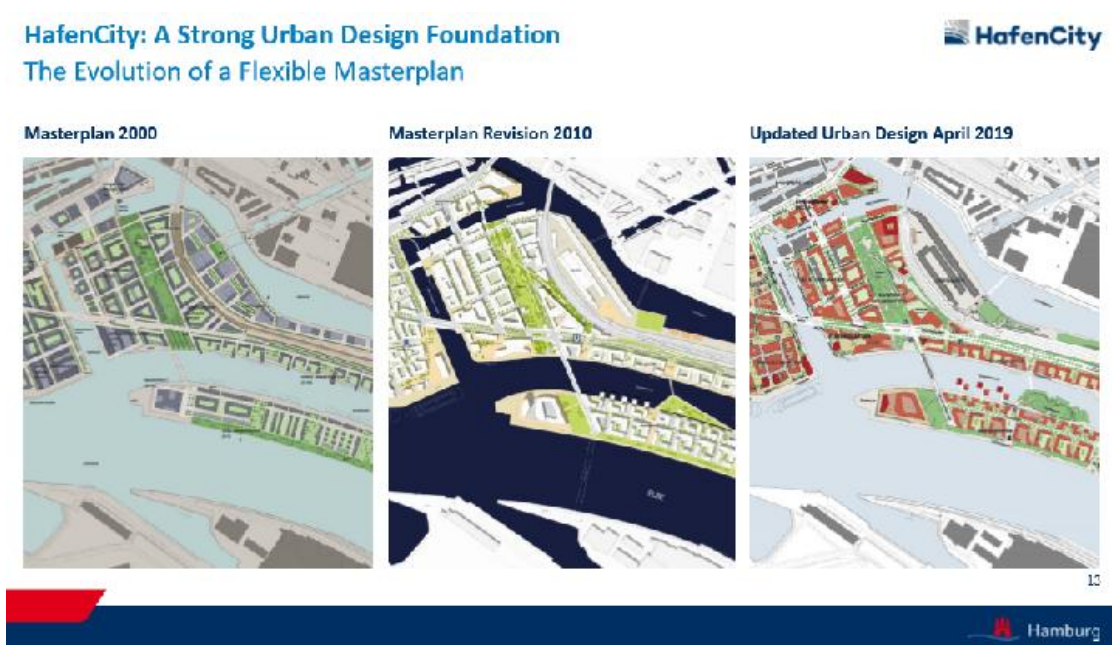 HafenCity: A Strong Urban Design Foundation
The Evolution of a Flexible Masterplan
HafenCity
Masterplan 2000
Masterplan Revision 2010
Updated Urban Design April 2019
13
Hamburg